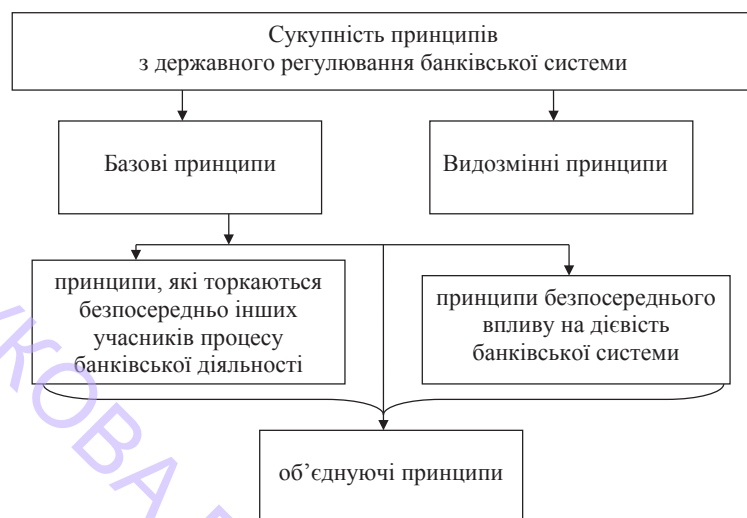 Сукупність принципів
з державного регулювання банківської системи
Базові принципи
Видозмінні принципи
принципи, які торкаються
безпосередньо інших
учасників процесу
банківської діяльності
принципи безпосереднього
впливу на дієвість
банківської системи
об’єднуючі принципи